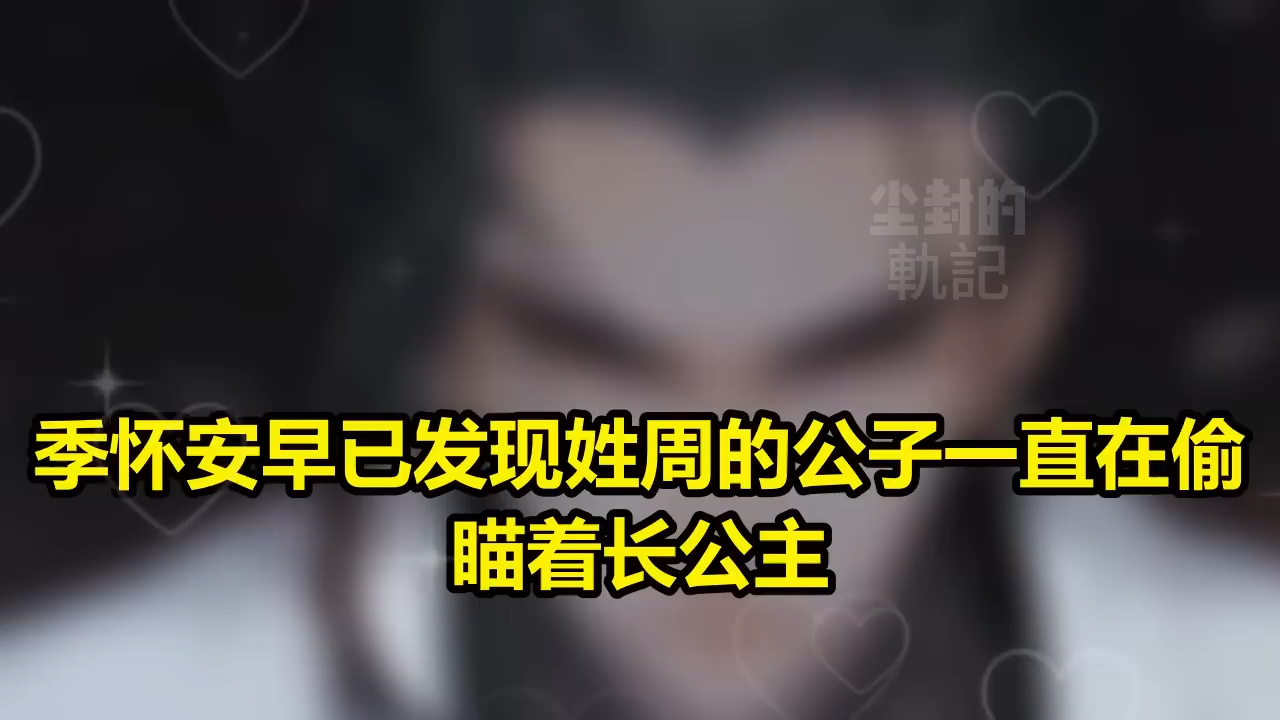 尘封的
軌記
季怀安早已发现姓周的公子一直在偷
瞄着长公主